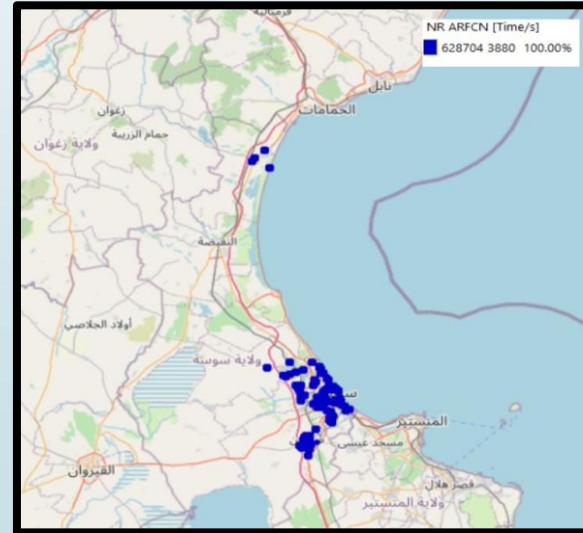 NR ARFCN [Time/s]
628704 3880 100.00%
قرمبالية
نابل
الحمامات
زغوان
حمام الزريبة
ولاية زغوان
النفيضة
أولاد الجلاصي
ولاية سوسة
المنستير
مسجد عيسى
القيروان
قصر هلال
ولاية المنستير